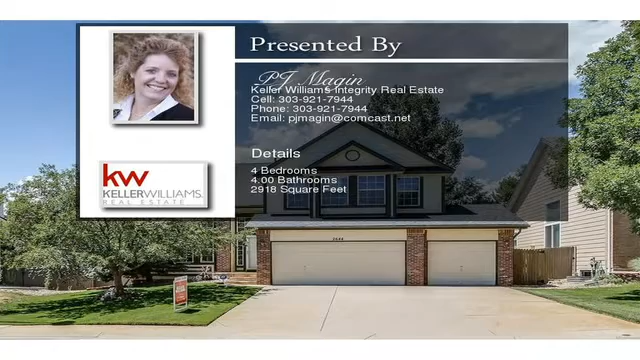 Presented By
PJ Magin
Keller Williams Integrity Real Estate
Cell: 303-921-7944
Phone: 303-921-7944
Email: pjmagin@comcast.net
Details
4 Bedrooms
4.00 Bathrooms
2918 Square Feet
kw
KELLERWILLIAMS.
REAL ESTATE